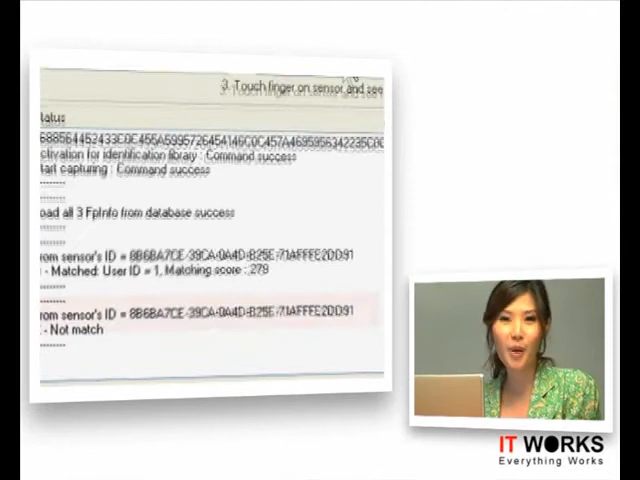 3. Touch finger on sensor and see
tatus
ctivation for identification library : Command success
tart capturing : Command success
--------
oad all 3 FpInfo from database success
--------
rom sensor's ID = 8B6BA7CE-39CA-0A4D-B25E-71AFFFE2DD91
- Matched: User ID = 1, Matching score : 279
--------
rom sensor's ID = 8B6BA7CE-39CA-0A4D-B25E-71AFFFE2DD91
- Not match
--------
IT WORKS
Everything Works